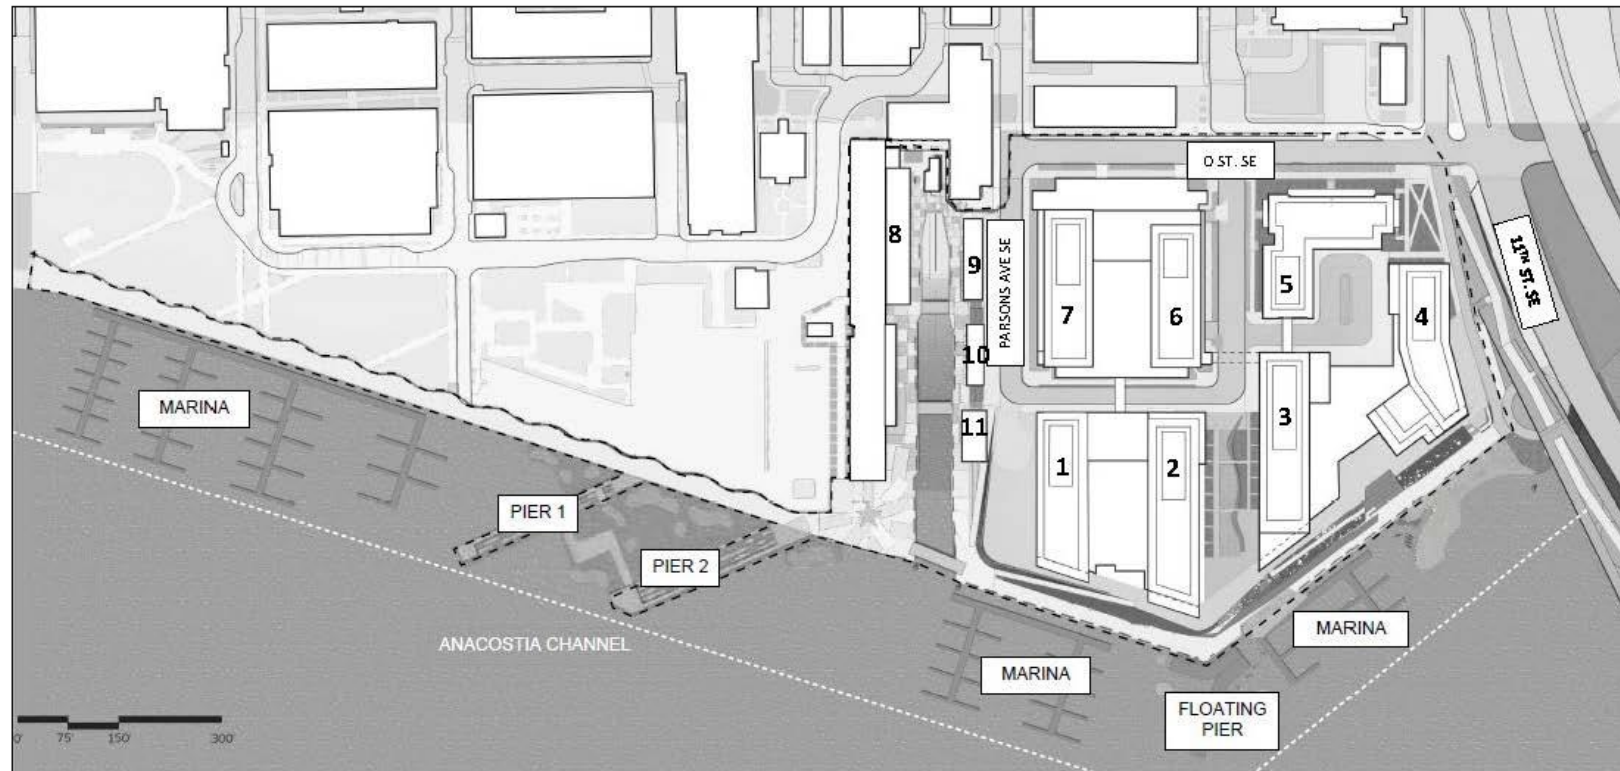 O ST. SE
8
9
PARSONS AVE SE
7
6
5
4
11TH ST. SE
10
3
11
1
2
MARINA
PIER 1
PIER 2
ANACOSTIA CHANNEL
MARINA
MARINA
FLOATING
PIER
0' 75' 150' 300'